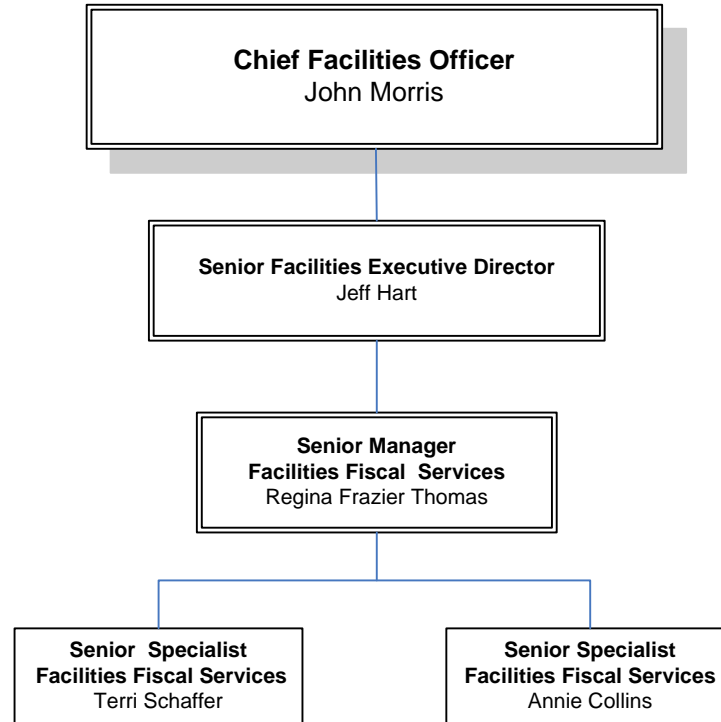 Chief Facilities Officer
John Morris
Senior Facilities Executive Director
Jeff Hart
Senior Manager
Facilities Fiscal Services
Regina Frazier Thomas
Senior Specialist
Facilities Fiscal Services
Terri Schaffer
Senior Specialist
Facilities Fiscal Services
Annie Collins